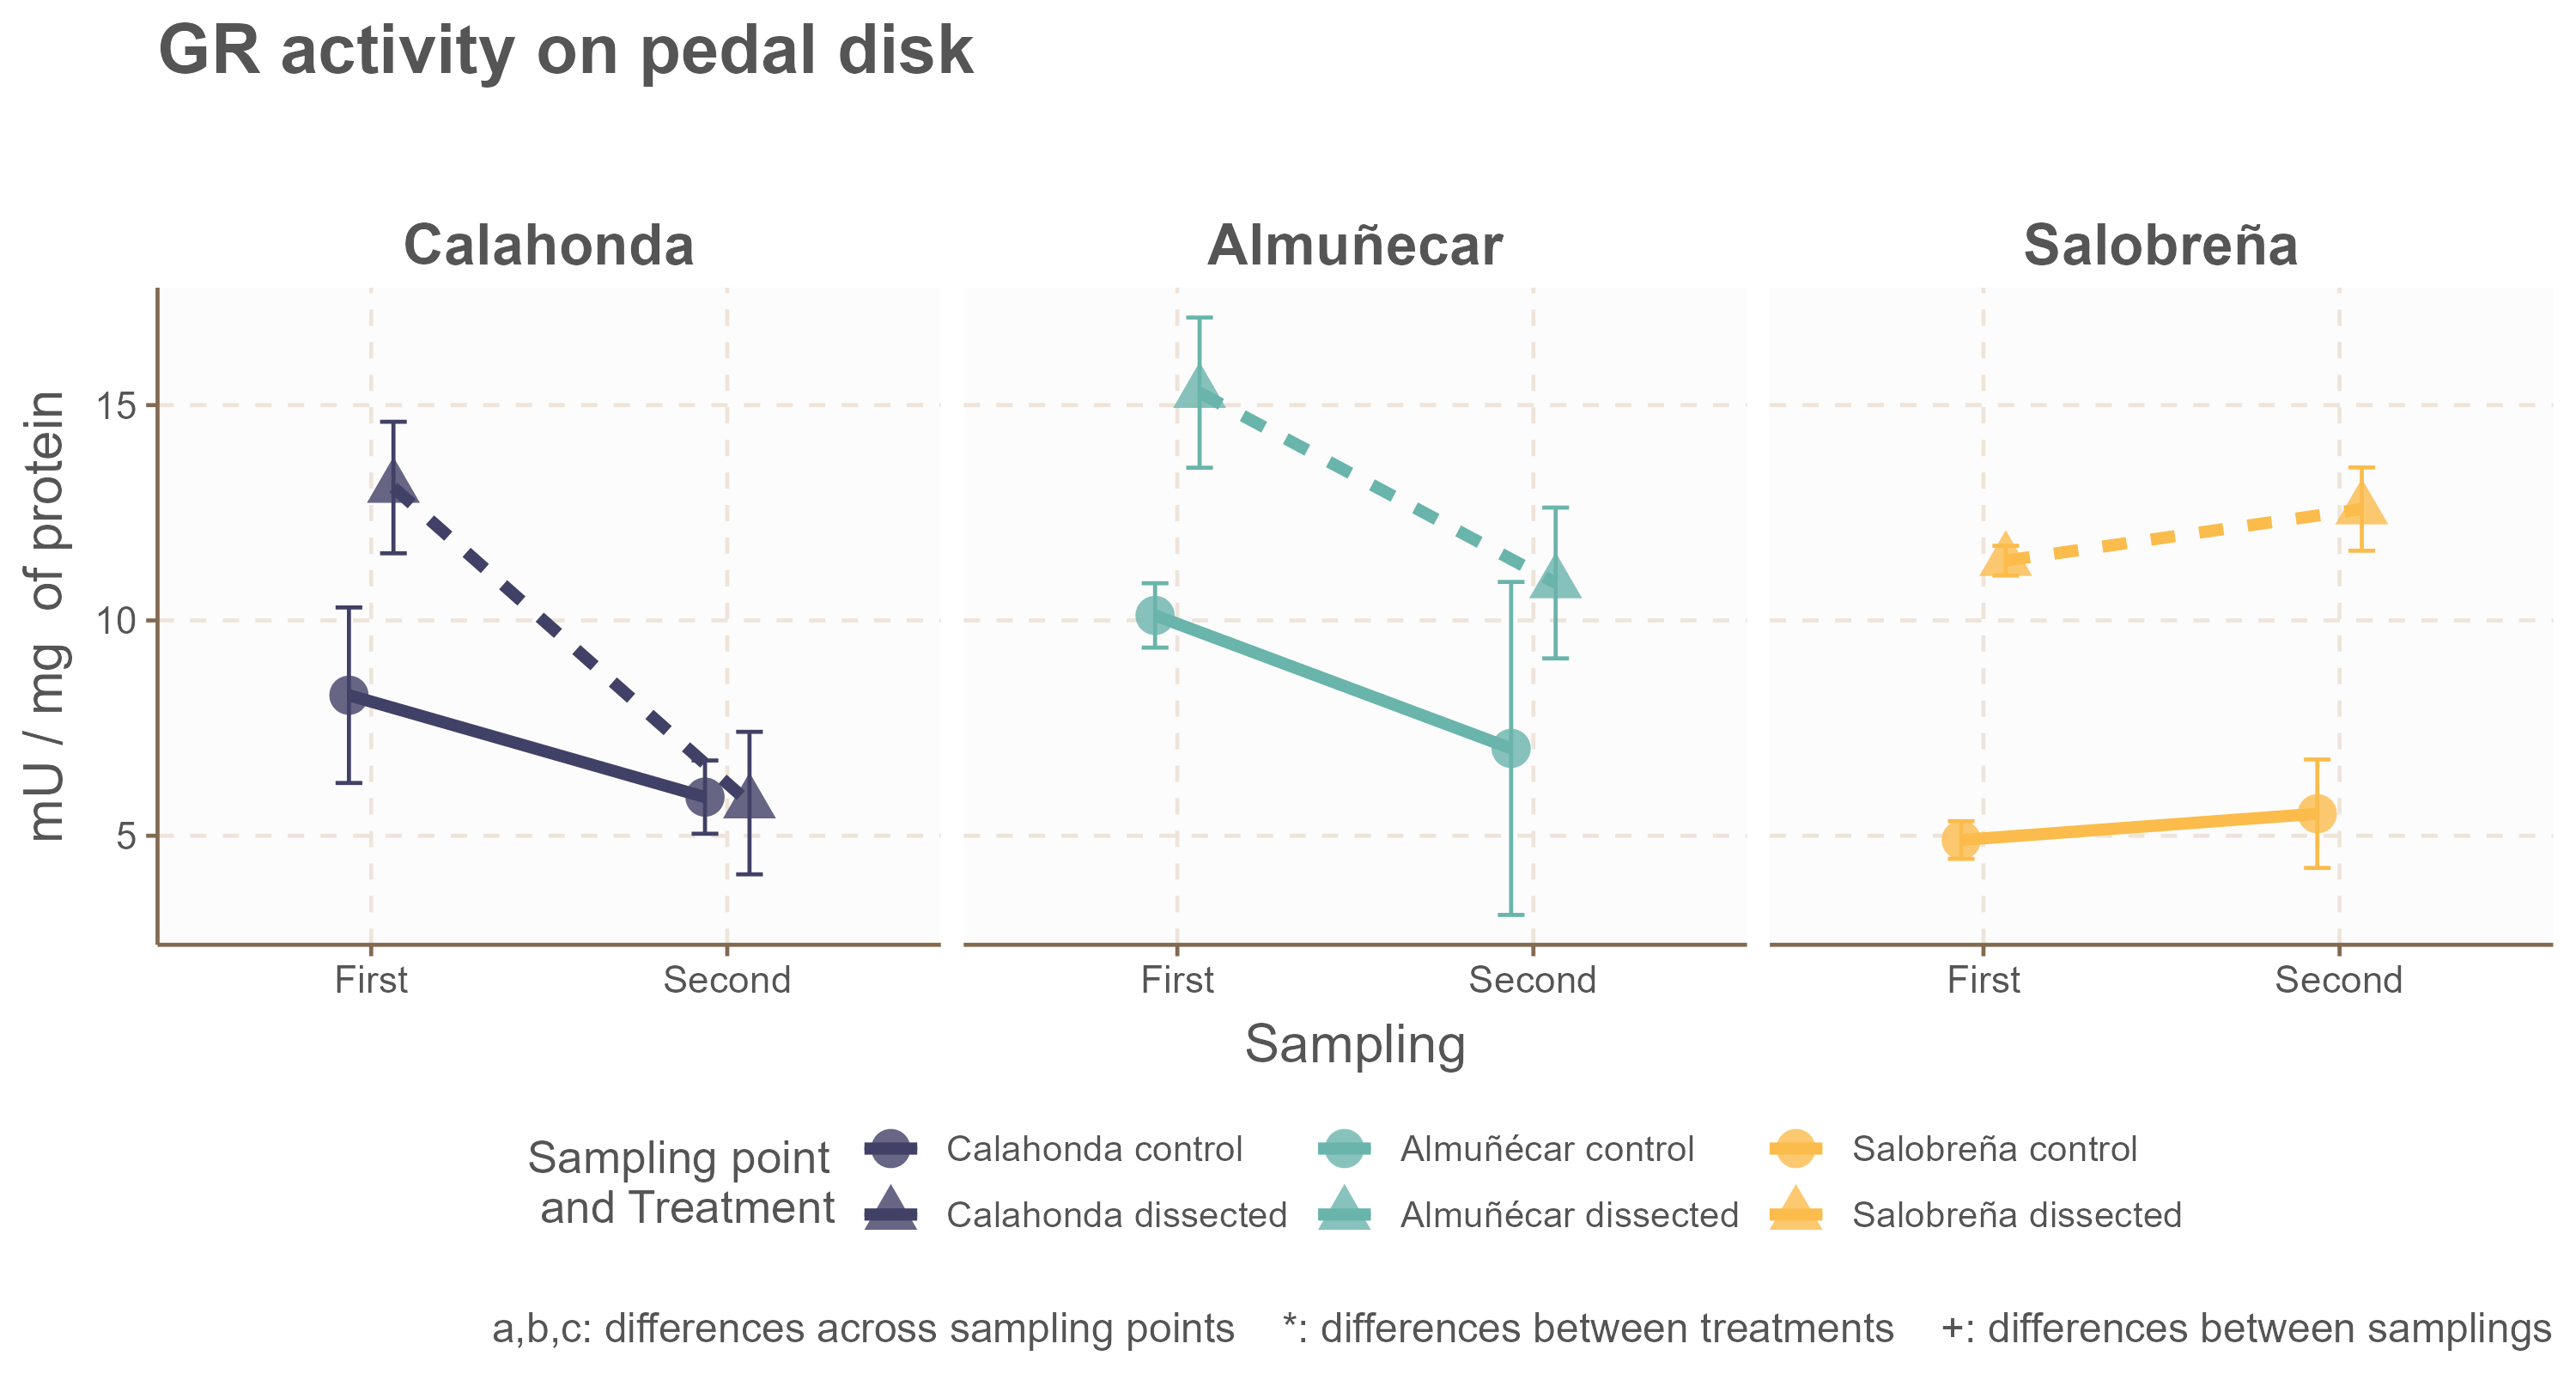 GR activity on pedal disk
Calahonda
Almuñecar
Salobreña
mU / mg  of protein
15
10
5
First
Second
First
Second
First
Second
Sampling
Sampling point
and Treatment
Calahonda control
Almuñécar control
Salobreña control
Calahonda dissected
Almuñécar dissected
Salobreña dissected
a,b,c: differences across sampling points    *: differences between treatments    +: differences between samplings